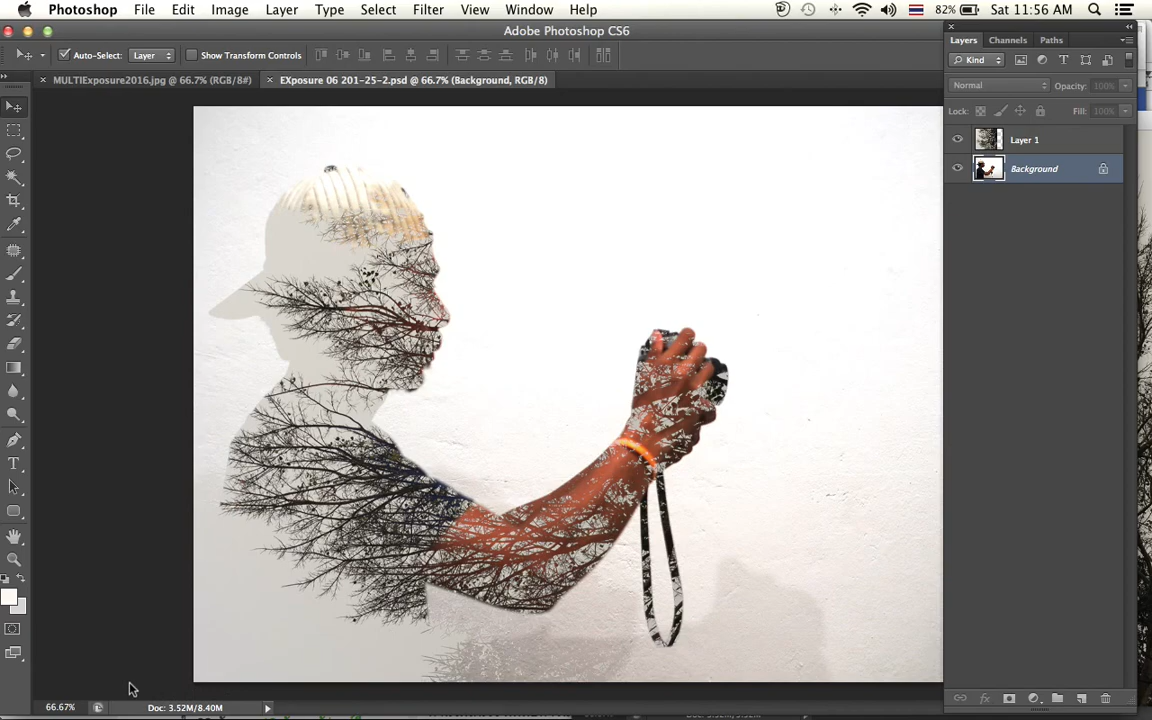 Photoshop File Edit Image Layer Type Select Filter View Window Help 82% Sat 11:56 AM
Adobe Photoshop CS6
Auto-Select: Layer Show Transform Controls
MULTIExposure2016.jpg @ 66.7% (RGB/8#) EXposure 06 201-25-2.psd @ 66.7% (Background, RGB/8)
Layers Channels Paths
Kind
Normal Opacity: 100%
Lock: Fill: 100%
Layer 1
Background
66.67% Doc: 3.52M/8.40M